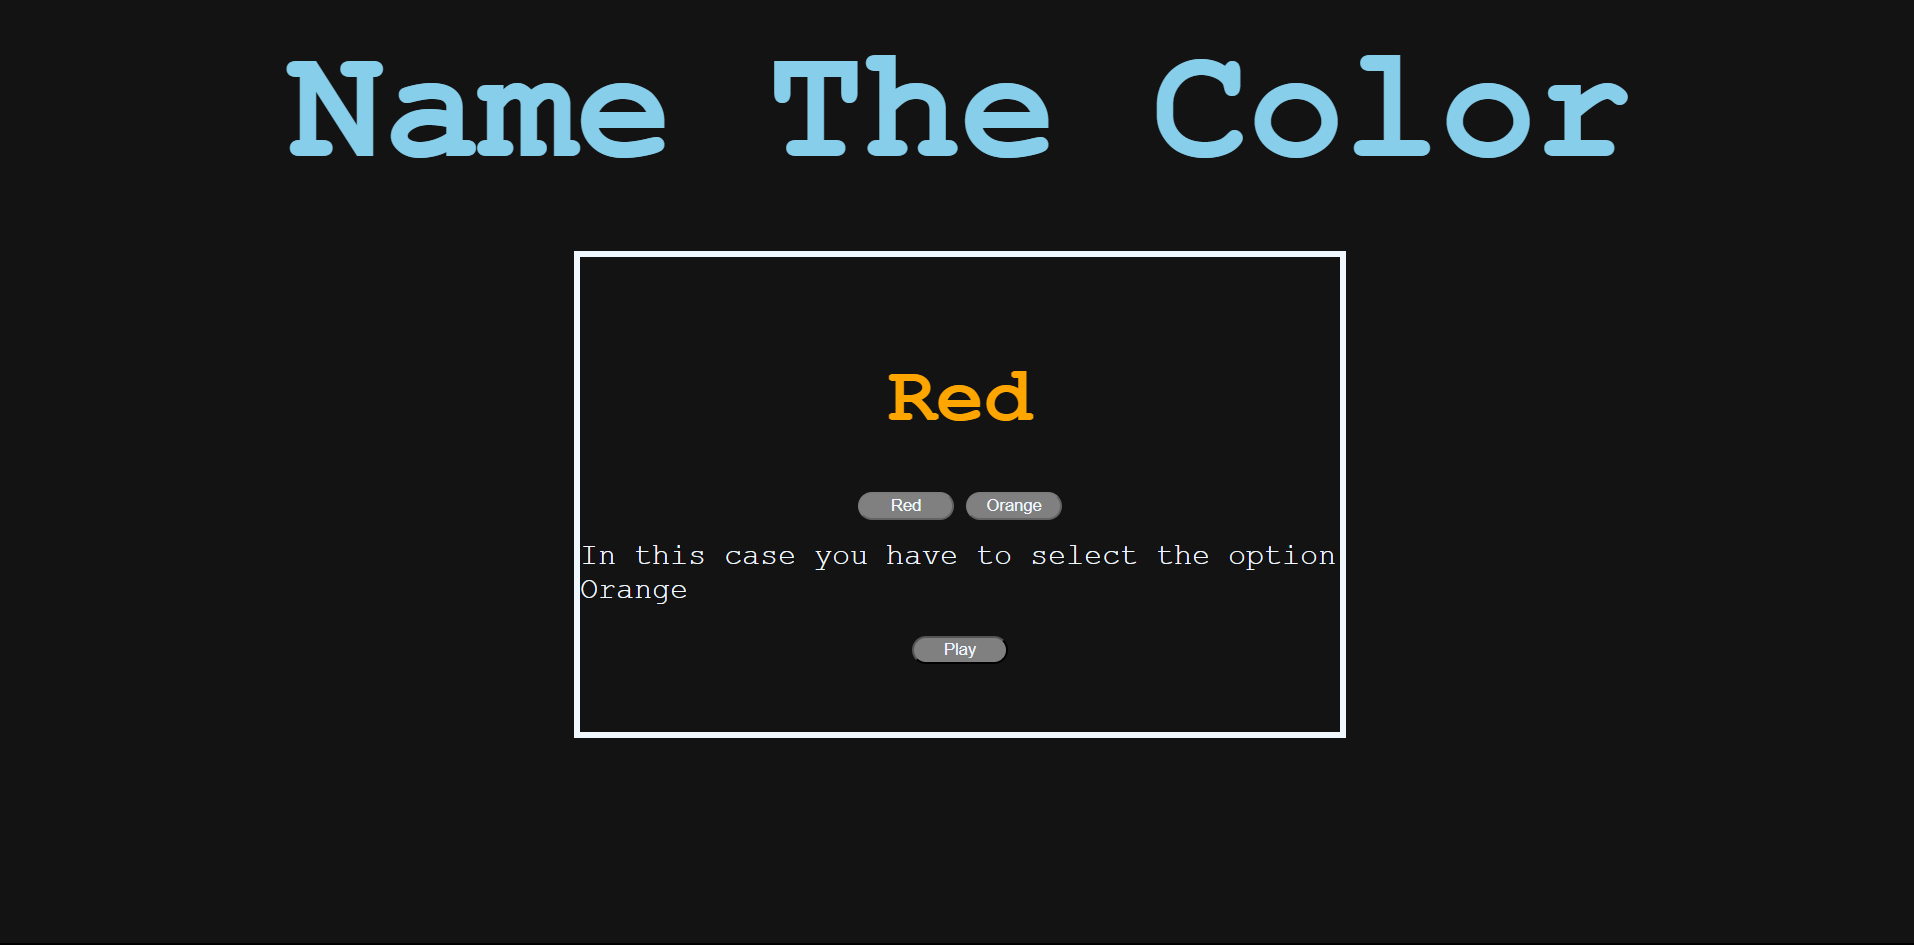 Name The Color
Red
Red Orange
In this case you have to select the option
Orange
Play